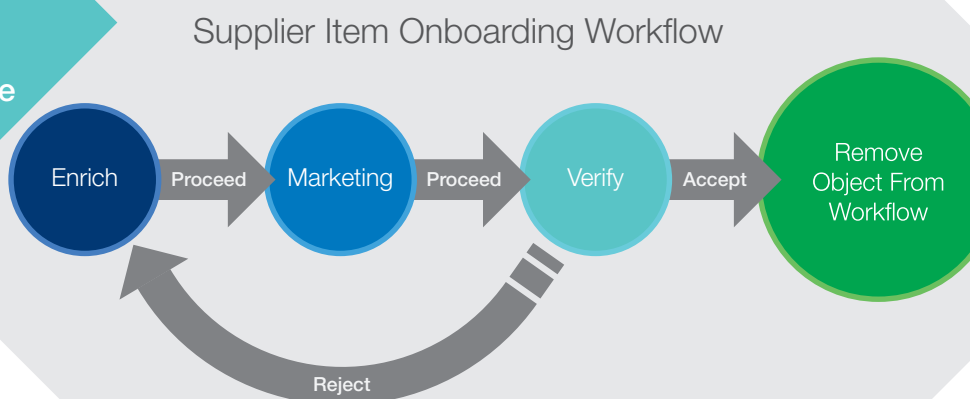 Supplier Item Onboarding Workflow
e
Enrich
Proceed
Marketing
Proceed
Verify
Accept
Remove
Object From
Workflow
Reject